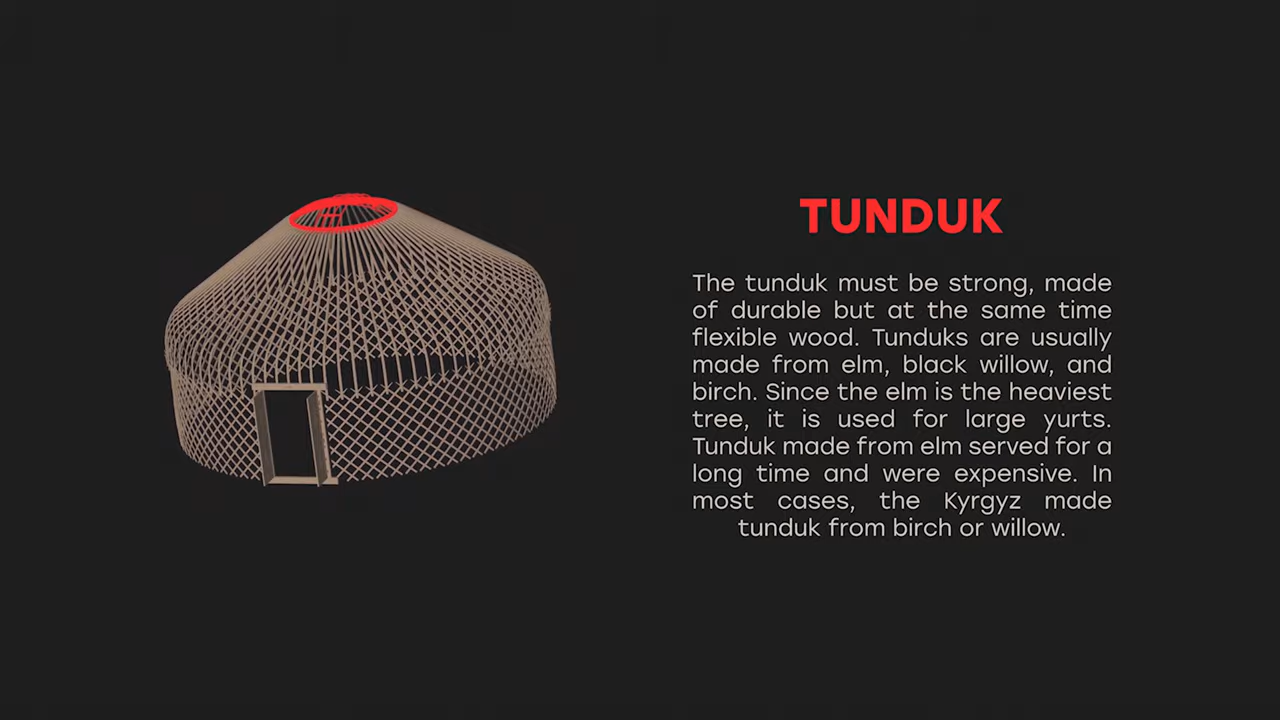 TUNDUK
The tunduk must be strong, made
of durable but at the same time
flexible wood. Tunduks are usually
made from elm, black willow, and
birch. Since the elm is the heaviest
tree, it is used for large yurts.
Tunduk made from elm served for a
long time and were expensive. In
most cases, the Kyrgyz made
tunduk from birch or willow.